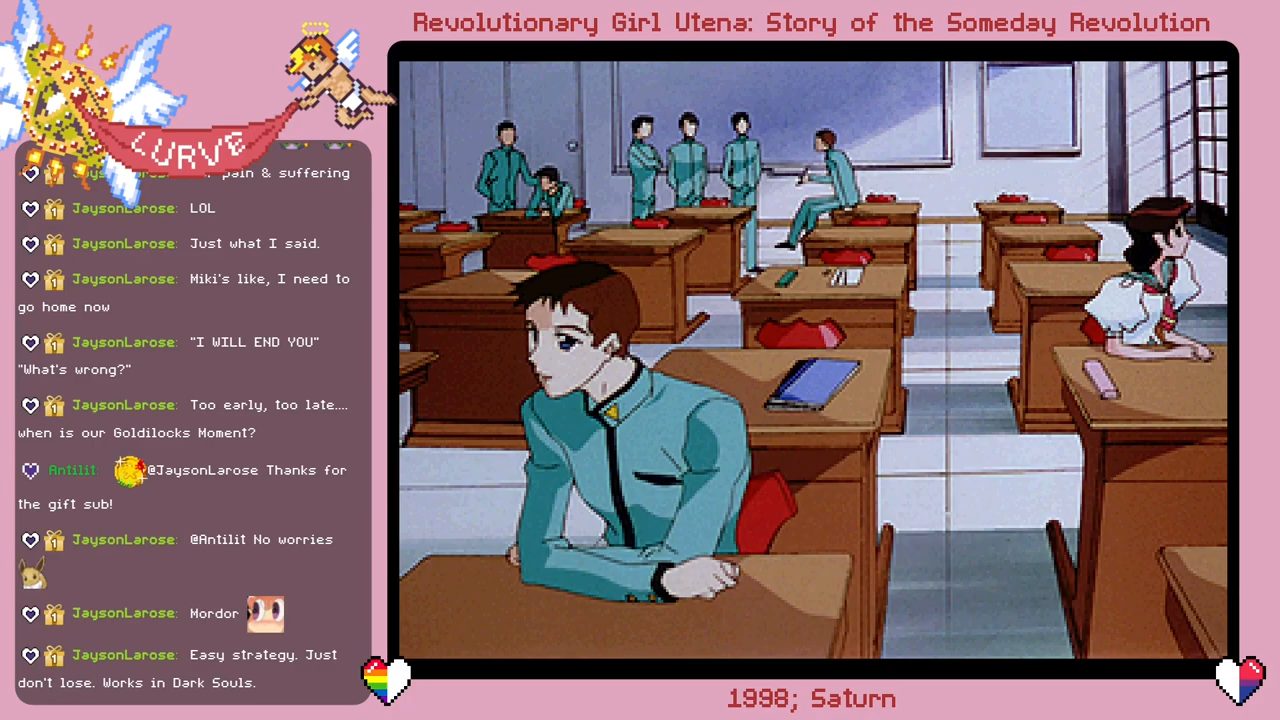 Revolutionary Girl Utena: Story of the Someday Revolution
LURVE
pain & suffering
JaysonLarose: LOL
JaysonLarose: Just what I said.
JaysonLarose: Miki's like, I need to
go home now
JaysonLarose: "I WILL END YOU"
"What's wrong?"
JaysonLarose: Too early, too late....
when is our Goldilocks Moment?
Antilit: @JaysonLarose Thanks for
the gift sub!
JaysonLarose: @Antilit No worries
JaysonLarose: Mordor
JaysonLarose: Easy strategy. Just
don't lose. Works in Dark Souls.
1998; Saturn